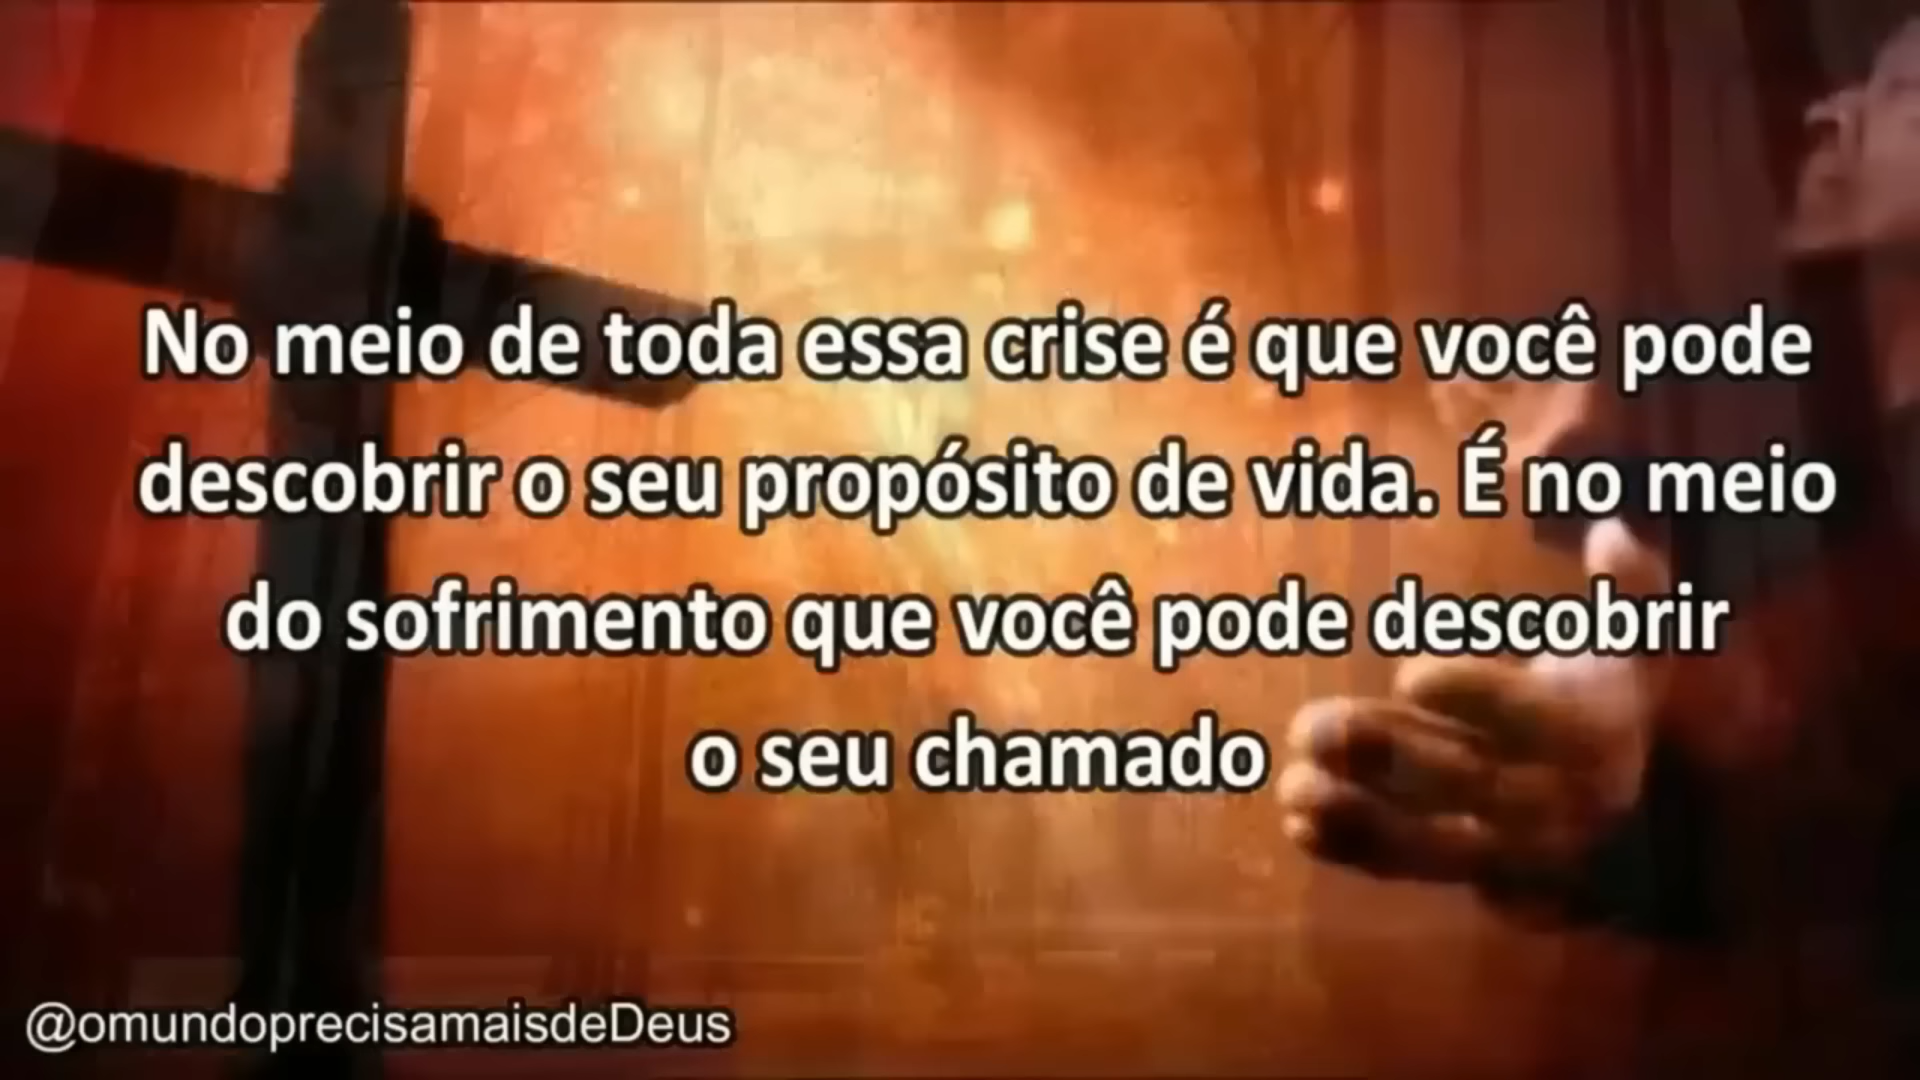 No meio de toda essa crise é que você pode
descobrir o seu propósito de vida. É no meio
do sofrimento que você pode descobrir
o seu chamado
@omundoprecisamaisdeDeus